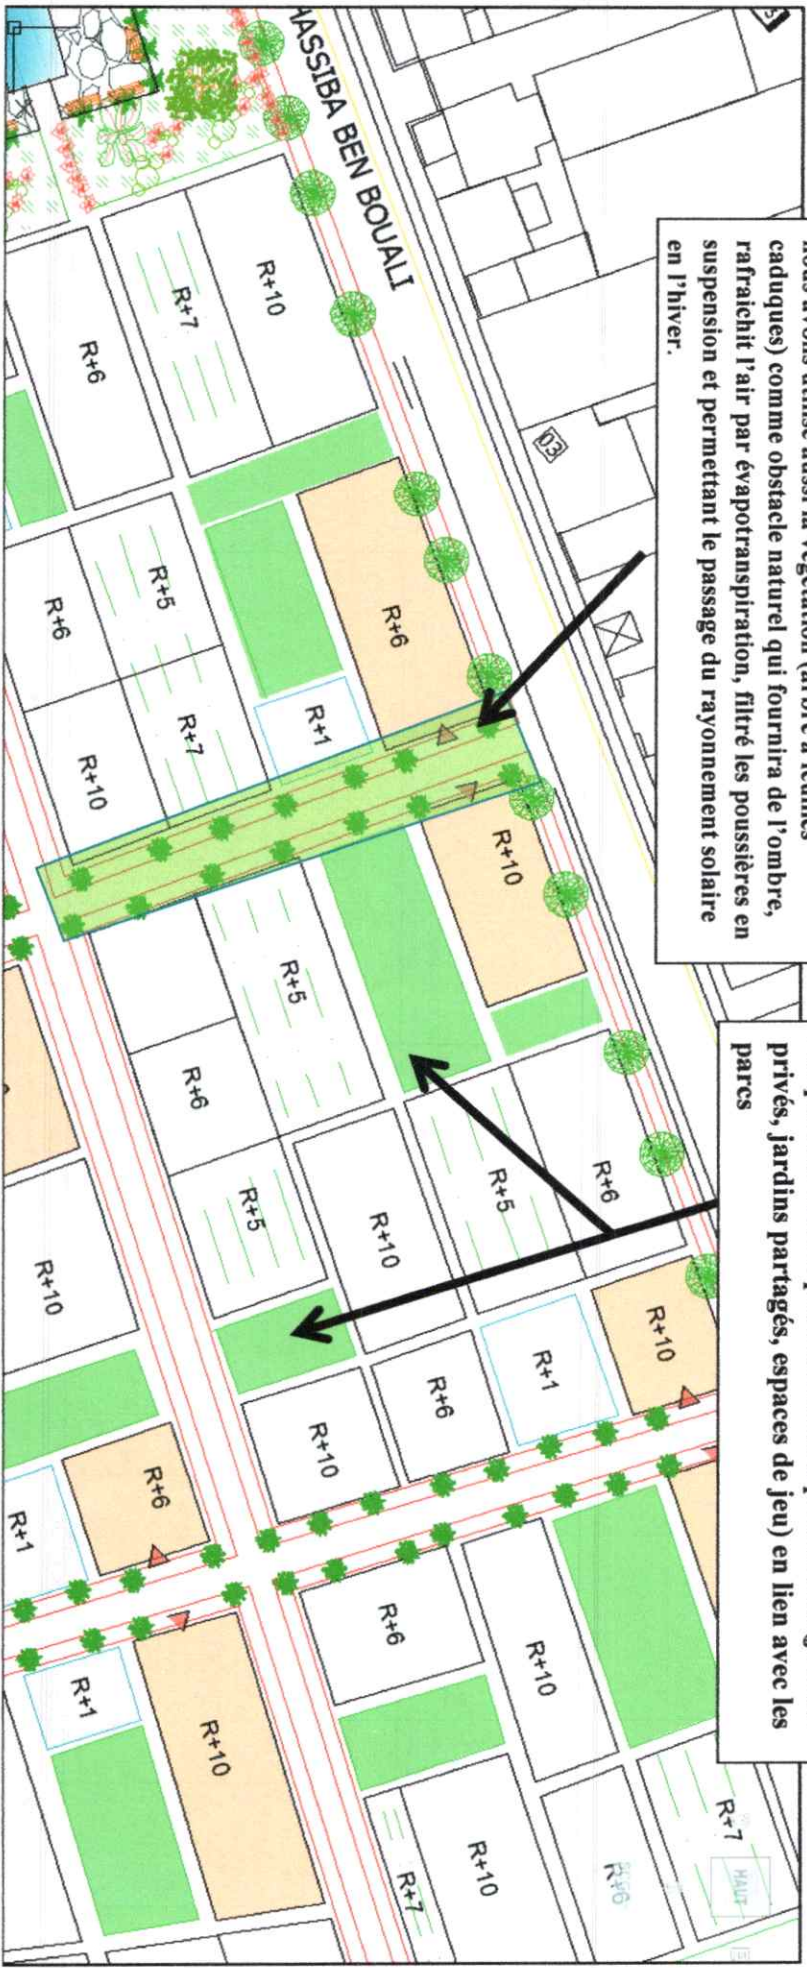 caduques) comme obstacle naturel qui fournira de l'ombre,
rafraichit l'air par évapotranspiration, filtré les poussières en
suspension et permettant le passage du rayonnement solaire
en l'hiver.
privés, jardins partagés, espaces de jeu) en lien avec les
parcs
HASSIBA BEN BOUALI
03
R+10
R+7
R+6
R+6
R+5
R+6
R+1
R+7
R+10
R+10
R+5
R+6
R+6
R+5
R+10
R+5
R+10
R+10
R+1
R+6
R+10
R+6
R+1
R+6
R+10
R+10
R+1
R+7
R+6
R+10
R+7
HAUT